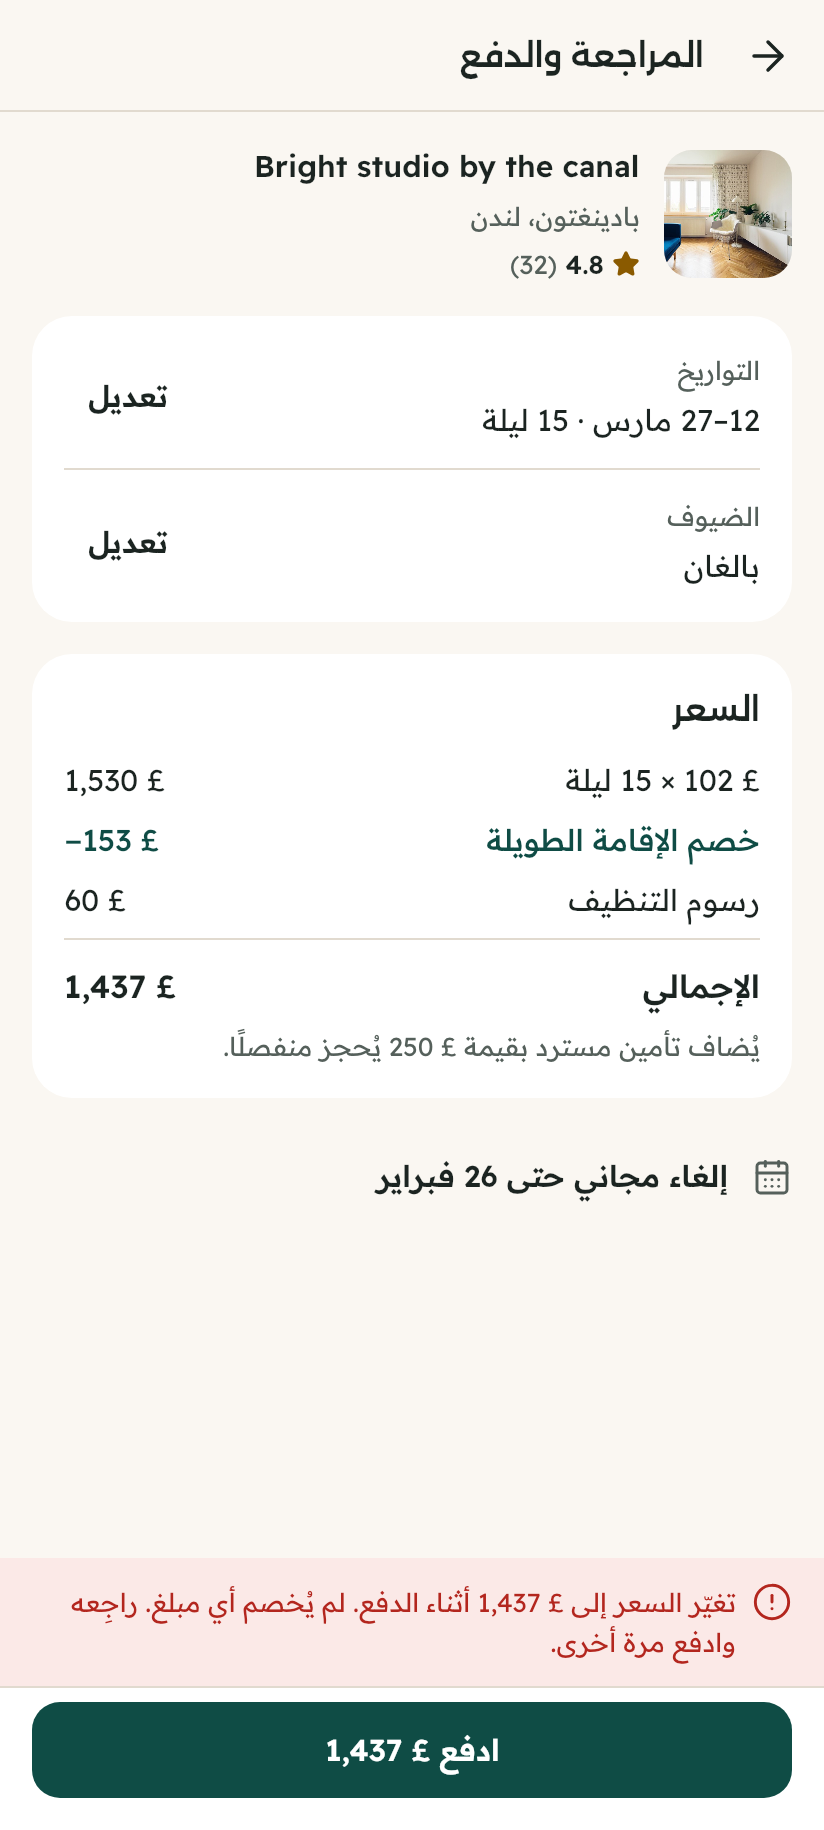 المراجعة والدفع
Bright studio by the canal
بادينغتون، لندن
4.8 (32)
التواريخ
12–27 مارس · 15 ليلة
تعديل
الضيوف
بالغان
تعديل
السعر
£ 102 × 15 ليلة
£ 1,530
خصم الإقامة الطويلة
−£ 153
رسوم التنظيف
£ 60
الإجمالي
£ 1,437
يُضاف تأمين مسترد بقيمة £ 250 يُحجز منفصلًا.
إلغاء مجاني حتى 26 فبراير
تغيّر السعر إلى £ 1,437 أثناء الدفع. لم يُخصم أي مبلغ. راجِعه
وادفع مرة أخرى.
ادفع £ 1,437